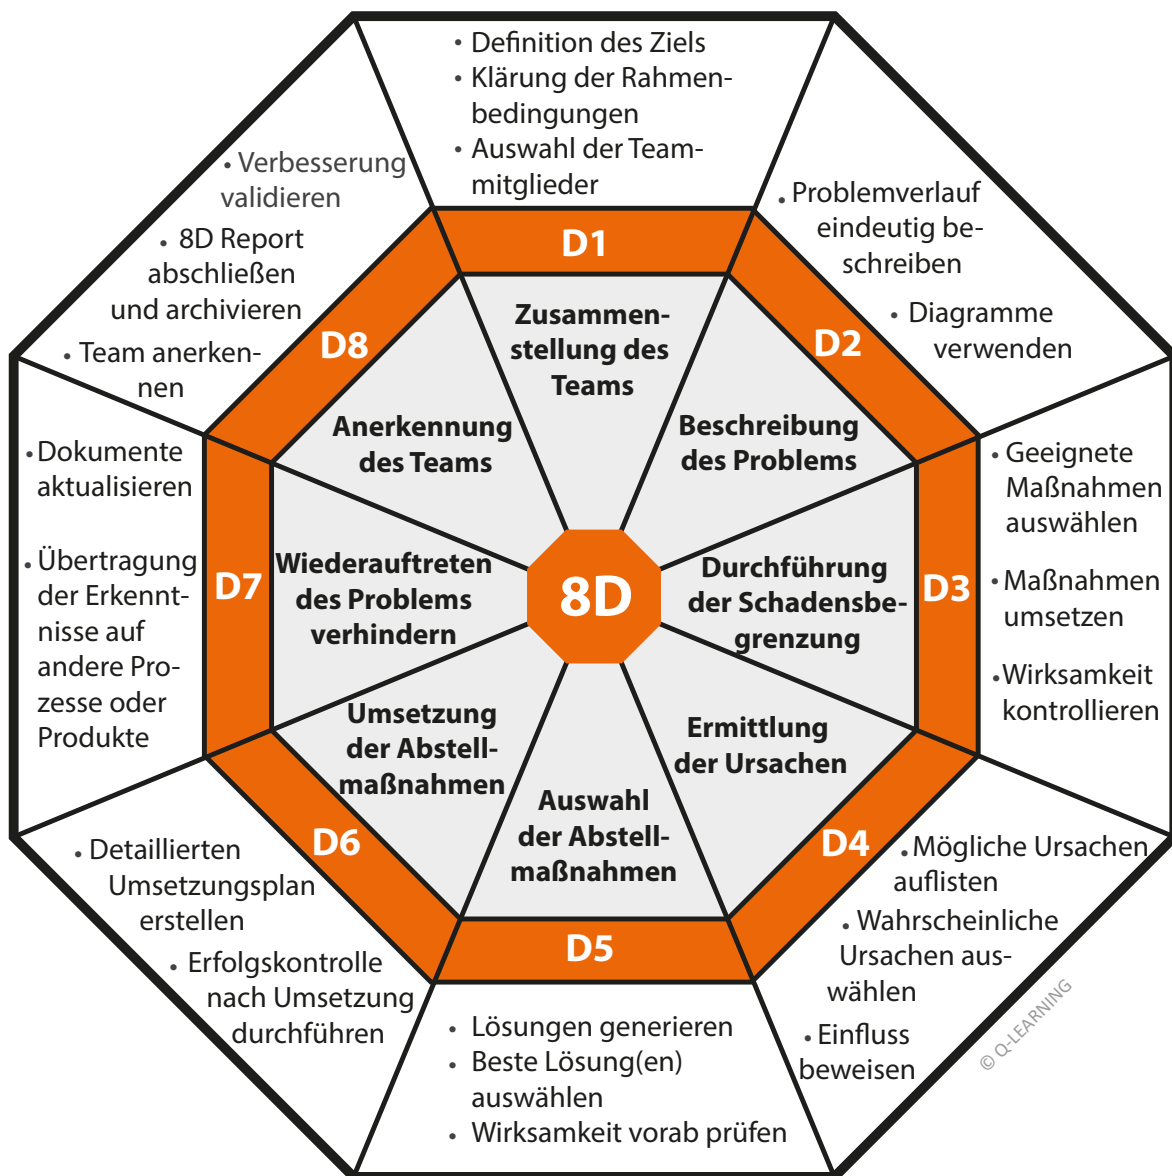 • Definition des Ziels
• Klärung der Rahmen-
bedingungen
• Auswahl der Team-
mitglieder
D1
Zusammen-
stellung des
Teams
• Problemverlauf
eindeutig be-
schreiben
• Diagramme
verwenden
D2
Beschreibung
des Problems
• Geeignete
Maßnahmen
auswählen
• Maßnahmen
umsetzen
• Wirksamkeit
kontrollieren
D3
Durchführung
der Schadensbe-
grenzung
• Mögliche Ursachen
auflisten
• Wahrscheinliche
Ursachen aus-
wählen
• Einfluss
beweisen
D4
Ermittlung
der Ursachen
D5
Auswahl
der Abstell-
maßnahmen
• Lösungen generieren
• Beste Lösung(en)
auswählen
• Wirksamkeit vorab prüfen
D6
Umsetzung
der Abstell-
maßnahmen
• Detaillierten
Umsetzungsplan
erstellen
• Erfolgskontrolle
nach Umsetzung
durchführen
D7
Wiederauftreten
des Problems
verhindern
• Dokumente
aktualisieren
• Übertragung
der Erkennt-
nisse auf
andere Pro-
zesse oder
Produkte
D8
Anerkennung
des Teams
• Verbesserung
validieren
• 8D Report
abschließen
und archivieren
• Team anerken-
nen
8D
© Q-LEARNING